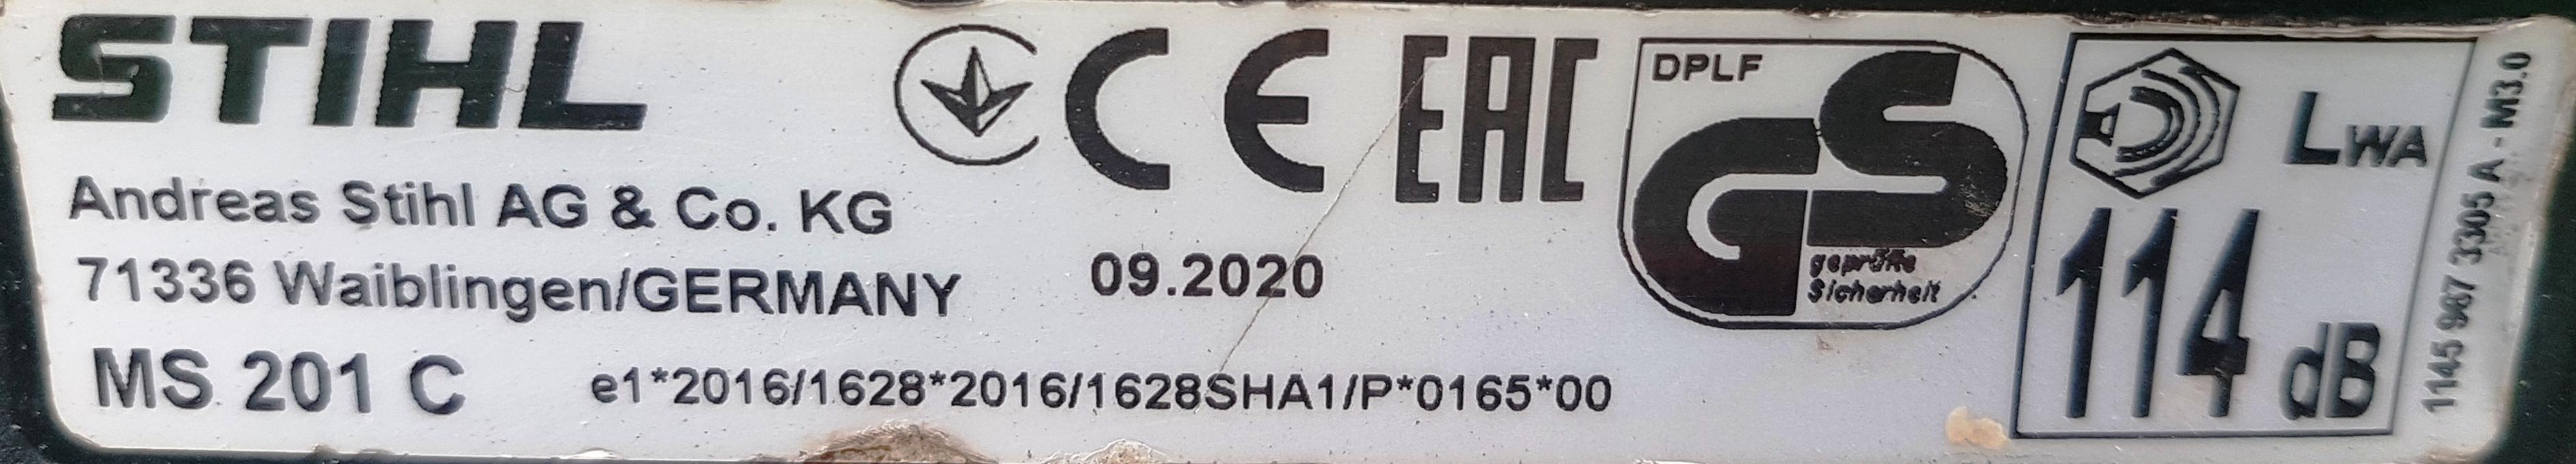 STIHL
CE
EAC
DPLF
GS
geprüfte
Sicherheit
LWA
114 dB
Andreas Stihl AG & Co. KG
71336 Waiblingen/GERMANY
09.2020
MS 201 C
e1*2016/1628*2016/1628SHA1/P*0165*00
1145 987 3305 A - M3.0